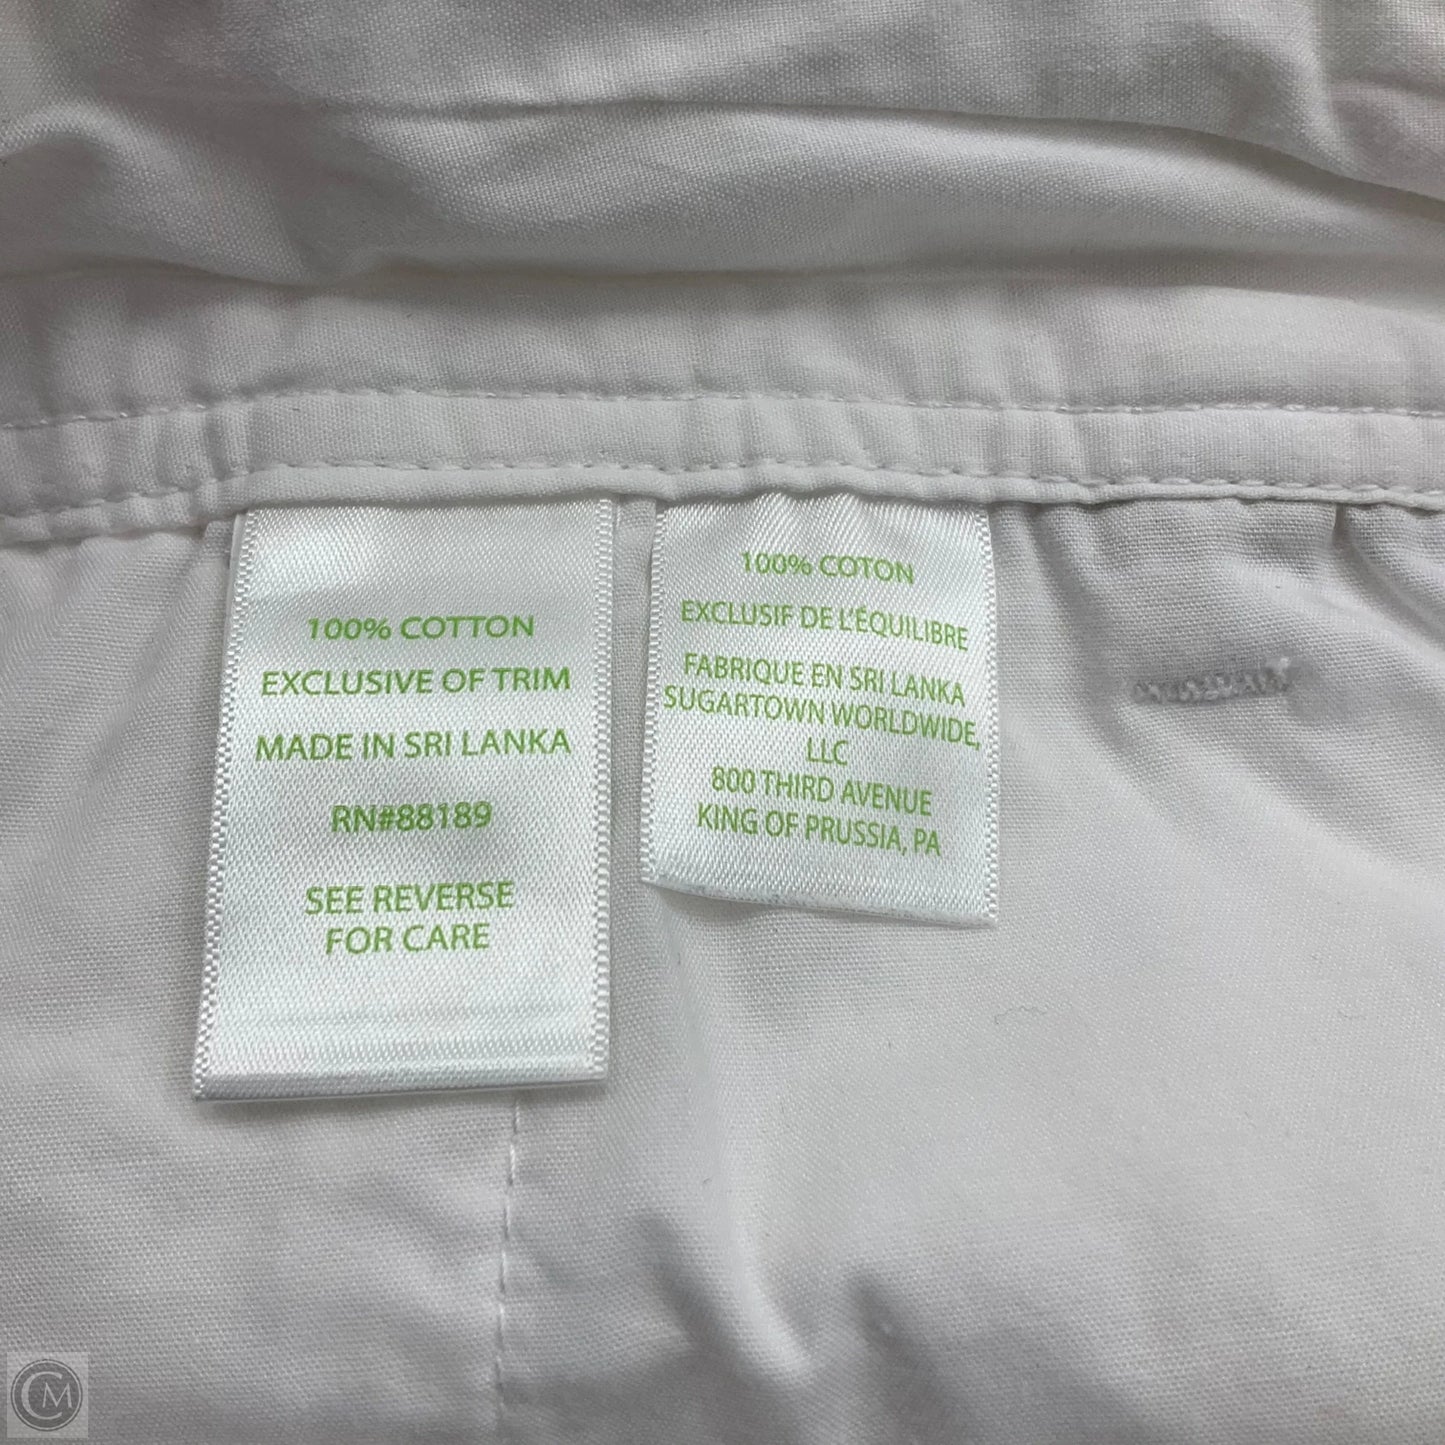 100% COTTON
EXCLUSIVE OF TRIM
MADE IN SRI LANKA
RN#88189
SEE REVERSE
FOR CARE
100% COTON
EXCLUSIF DE L'ÉQUILIBRE
FABRIQUE EN SRI LANKA
SUGARTOWN WORLDWIDE,
LLC
800 THIRD AVENUE
KING OF PRUSSIA, PA
CM